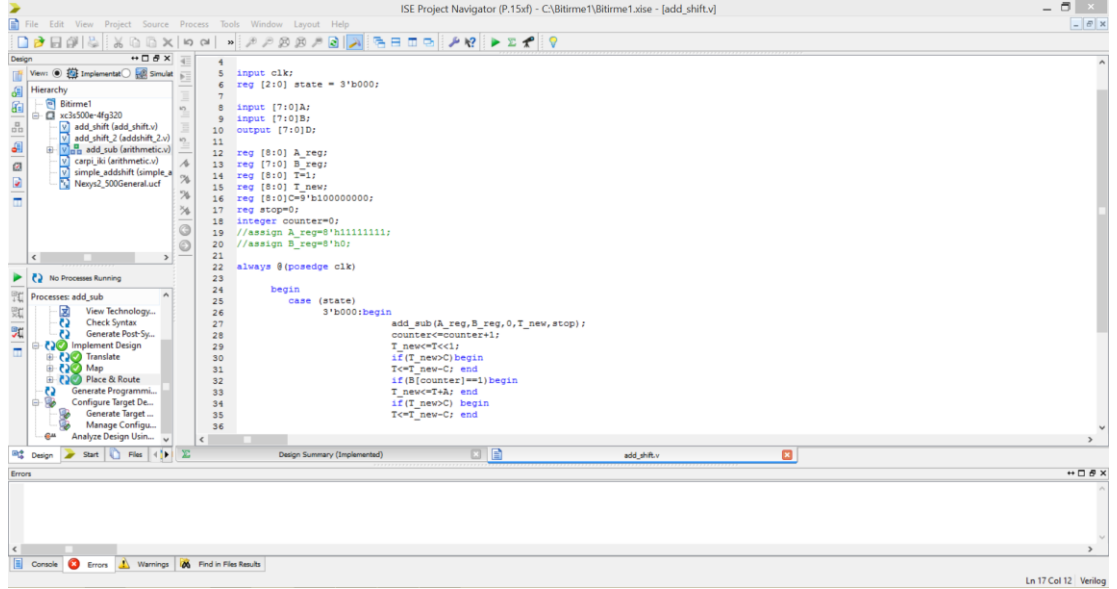 ISE Project Navigator (P.15xf) - C:\Bitirme1\Bitirme1.xise - [add_shift.v]
File Edit View Project Source Process Tools Window Layout Help
Design
View: Implementat Simulat
Hierarchy
Bitirme1
xc3s500e-4fg320
add_shift (add_shift.v)
add_shift_2 (addshift_2.v)
add_sub (arithmetic.v)
carpi_iki (arithmetic.v)
simple_addshift (simple_a
Nexys2_500General.ucf
No Processes Running
Processes: add_sub
View Technology...
Check Syntax
Generate Post-Sy...
Implement Design
Translate
Map
Place & Route
Generate Programmi...
Configure Target De...
Generate Target ...
Manage Configu...
Analyze Design Usin...
4
5 input clk;
6 reg [2:0] state = 3'b000;
7
8 input [7:0]A;
9 input [7:0]B;
10 output [7:0]D;
11
12 reg [8:0] A_reg;
13 reg [7:0] B_reg;
14 reg [8:0] T=1;
15 reg [8:0] T_new;
16 reg [8:0]C=9'b100000000;
17 reg stop=0;
18 integer counter=0;
19 //assign A_reg=8'h11111111;
20 //assign B_reg=8'h0;
21
22 always @(posedge clk)
23
24 begin
25 case (state)
26 3'b000:begin
27 add_sub(A_reg,B_reg,0,T_new,stop);
28 counter<=counter+1;
29 T_new<=T<<1;
30 if(T_new>C)begin
31 T<=T_new-C; end
32 if(B[counter]==1)begin
33 T_new<=T+A; end
34 if(T_new>C) begin
35 T<=T_new-C; end
36
Design Start Files
Design Summary (Implemented)
add_shift.v
Errors
Console Errors Warnings Find in Files Results
Ln 17 Col 12 Verilog